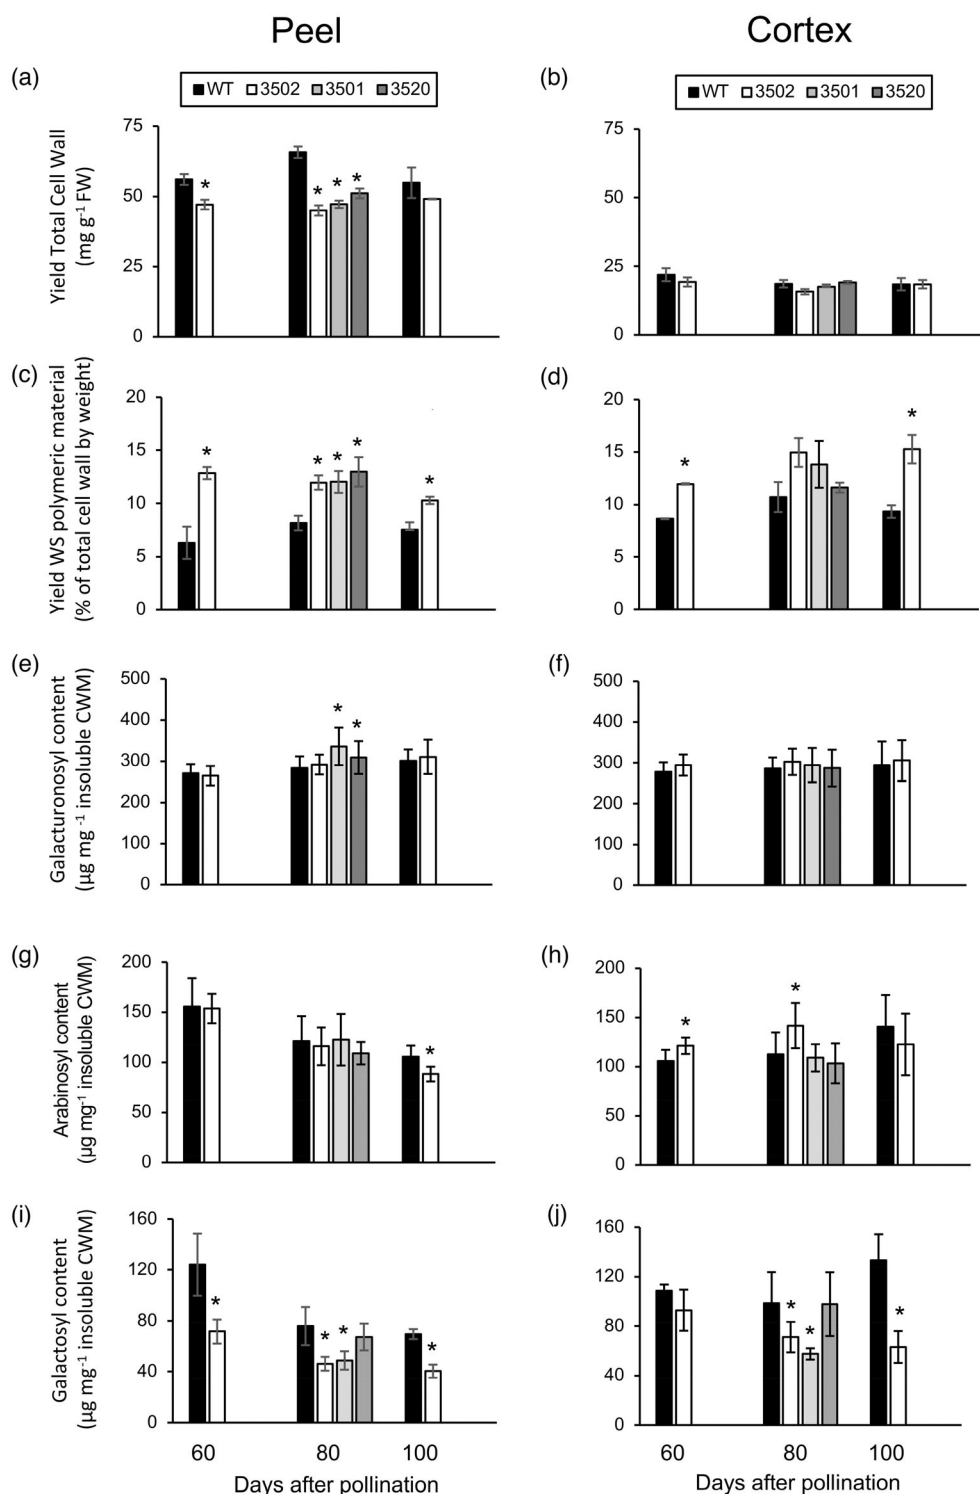 Peel
Cortex
(a)
WT 3502 3501 3520
(b)
WT 3502 3501 3520
Yield Total Cell Wall
(mg g⁻¹ FW)
75
50
25
0
* * * *
75
50
25
0
(c)
(d)
Yield WS polymeric material
(% of total cell wall by weight)
20
15
10
5
0
* * * * *
20
15
10
5
0
* *
(e)
(f)
Galacturonosyl content
(µg mg ⁻¹ insoluble CWM)
500
400
300
200
100
0
* *
500
400
300
200
100
0
(g)
(h)
Arabinosyl content
(µg mg⁻¹ insoluble CWM)
200
150
100
50
0
*
200
150
100
50
0
* *
(i)
(j)
Galactosyl content
(µg mg⁻¹ insoluble CWM)
160
120
80
40
0
* * * *
160
120
80
40
0
* * *
60 80 100
60 80 100
Days after pollination
Days after pollination